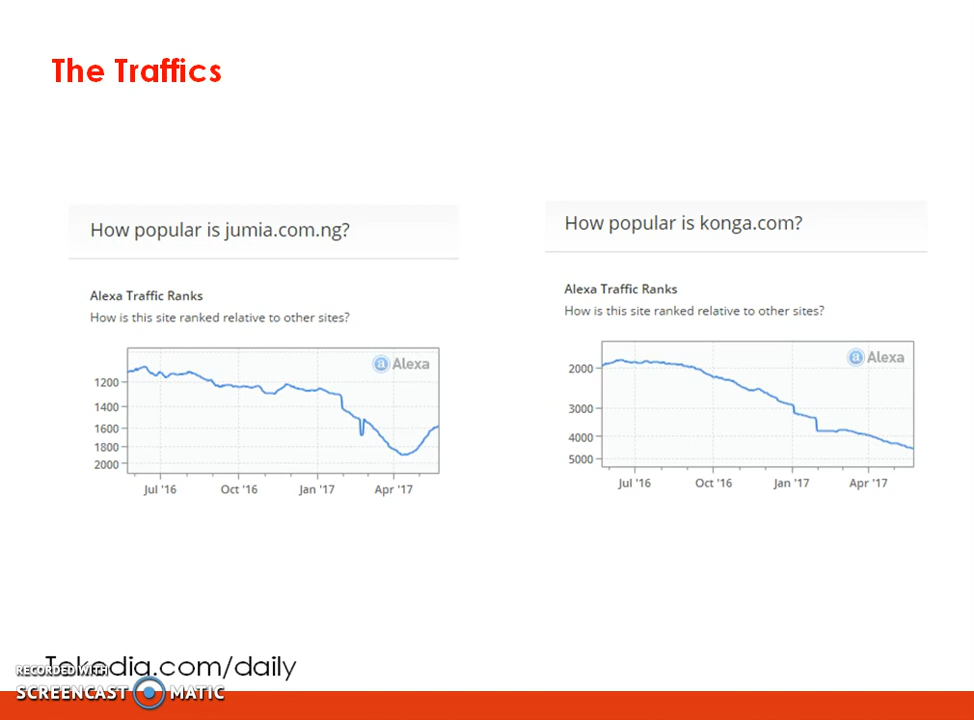 The Traffics
How popular is jumia.com.ng?
Alexa Traffic Ranks
How is this site ranked relative to other sites?
Alexa
1200
1400
1600
1800
2000
Jul '16 Oct '16 Jan '17 Apr '17
How popular is konga.com?
Alexa Traffic Ranks
How is this site ranked relative to other sites?
Alexa
2000
3000
4000
5000
Jul '16 Oct '16 Jan '17 Apr '17
Tekedia.com/daily
RECORDED WITH
SCREENCAST MATIC